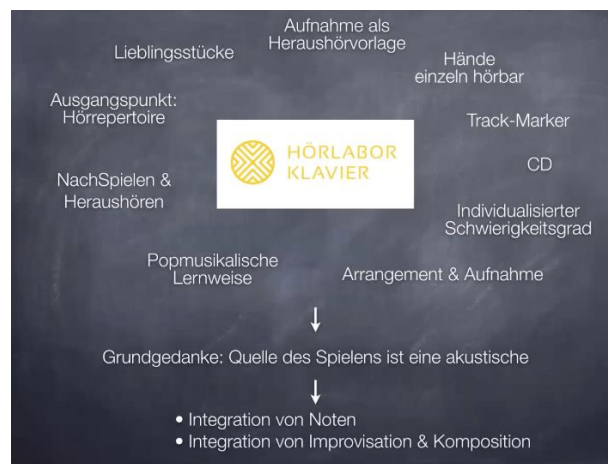 Aufnahme als
Heraushörvorlage
Lieblingsstücke
Hände
einzeln hörbar
Ausgangspunkt:
Hörrepertoire
Track-Marker
HÖRLABOR
KLAVIER
CD
NachSpielen &
Heraushören
Individualisierter
Schwierigkeitsgrad
Popmusikalische
Lernweise
Arrangement & Aufnahme
Grundgedanke: Quelle des Spielens ist eine akustische
• Integration von Noten
• Integration von Improvisation & Komposition